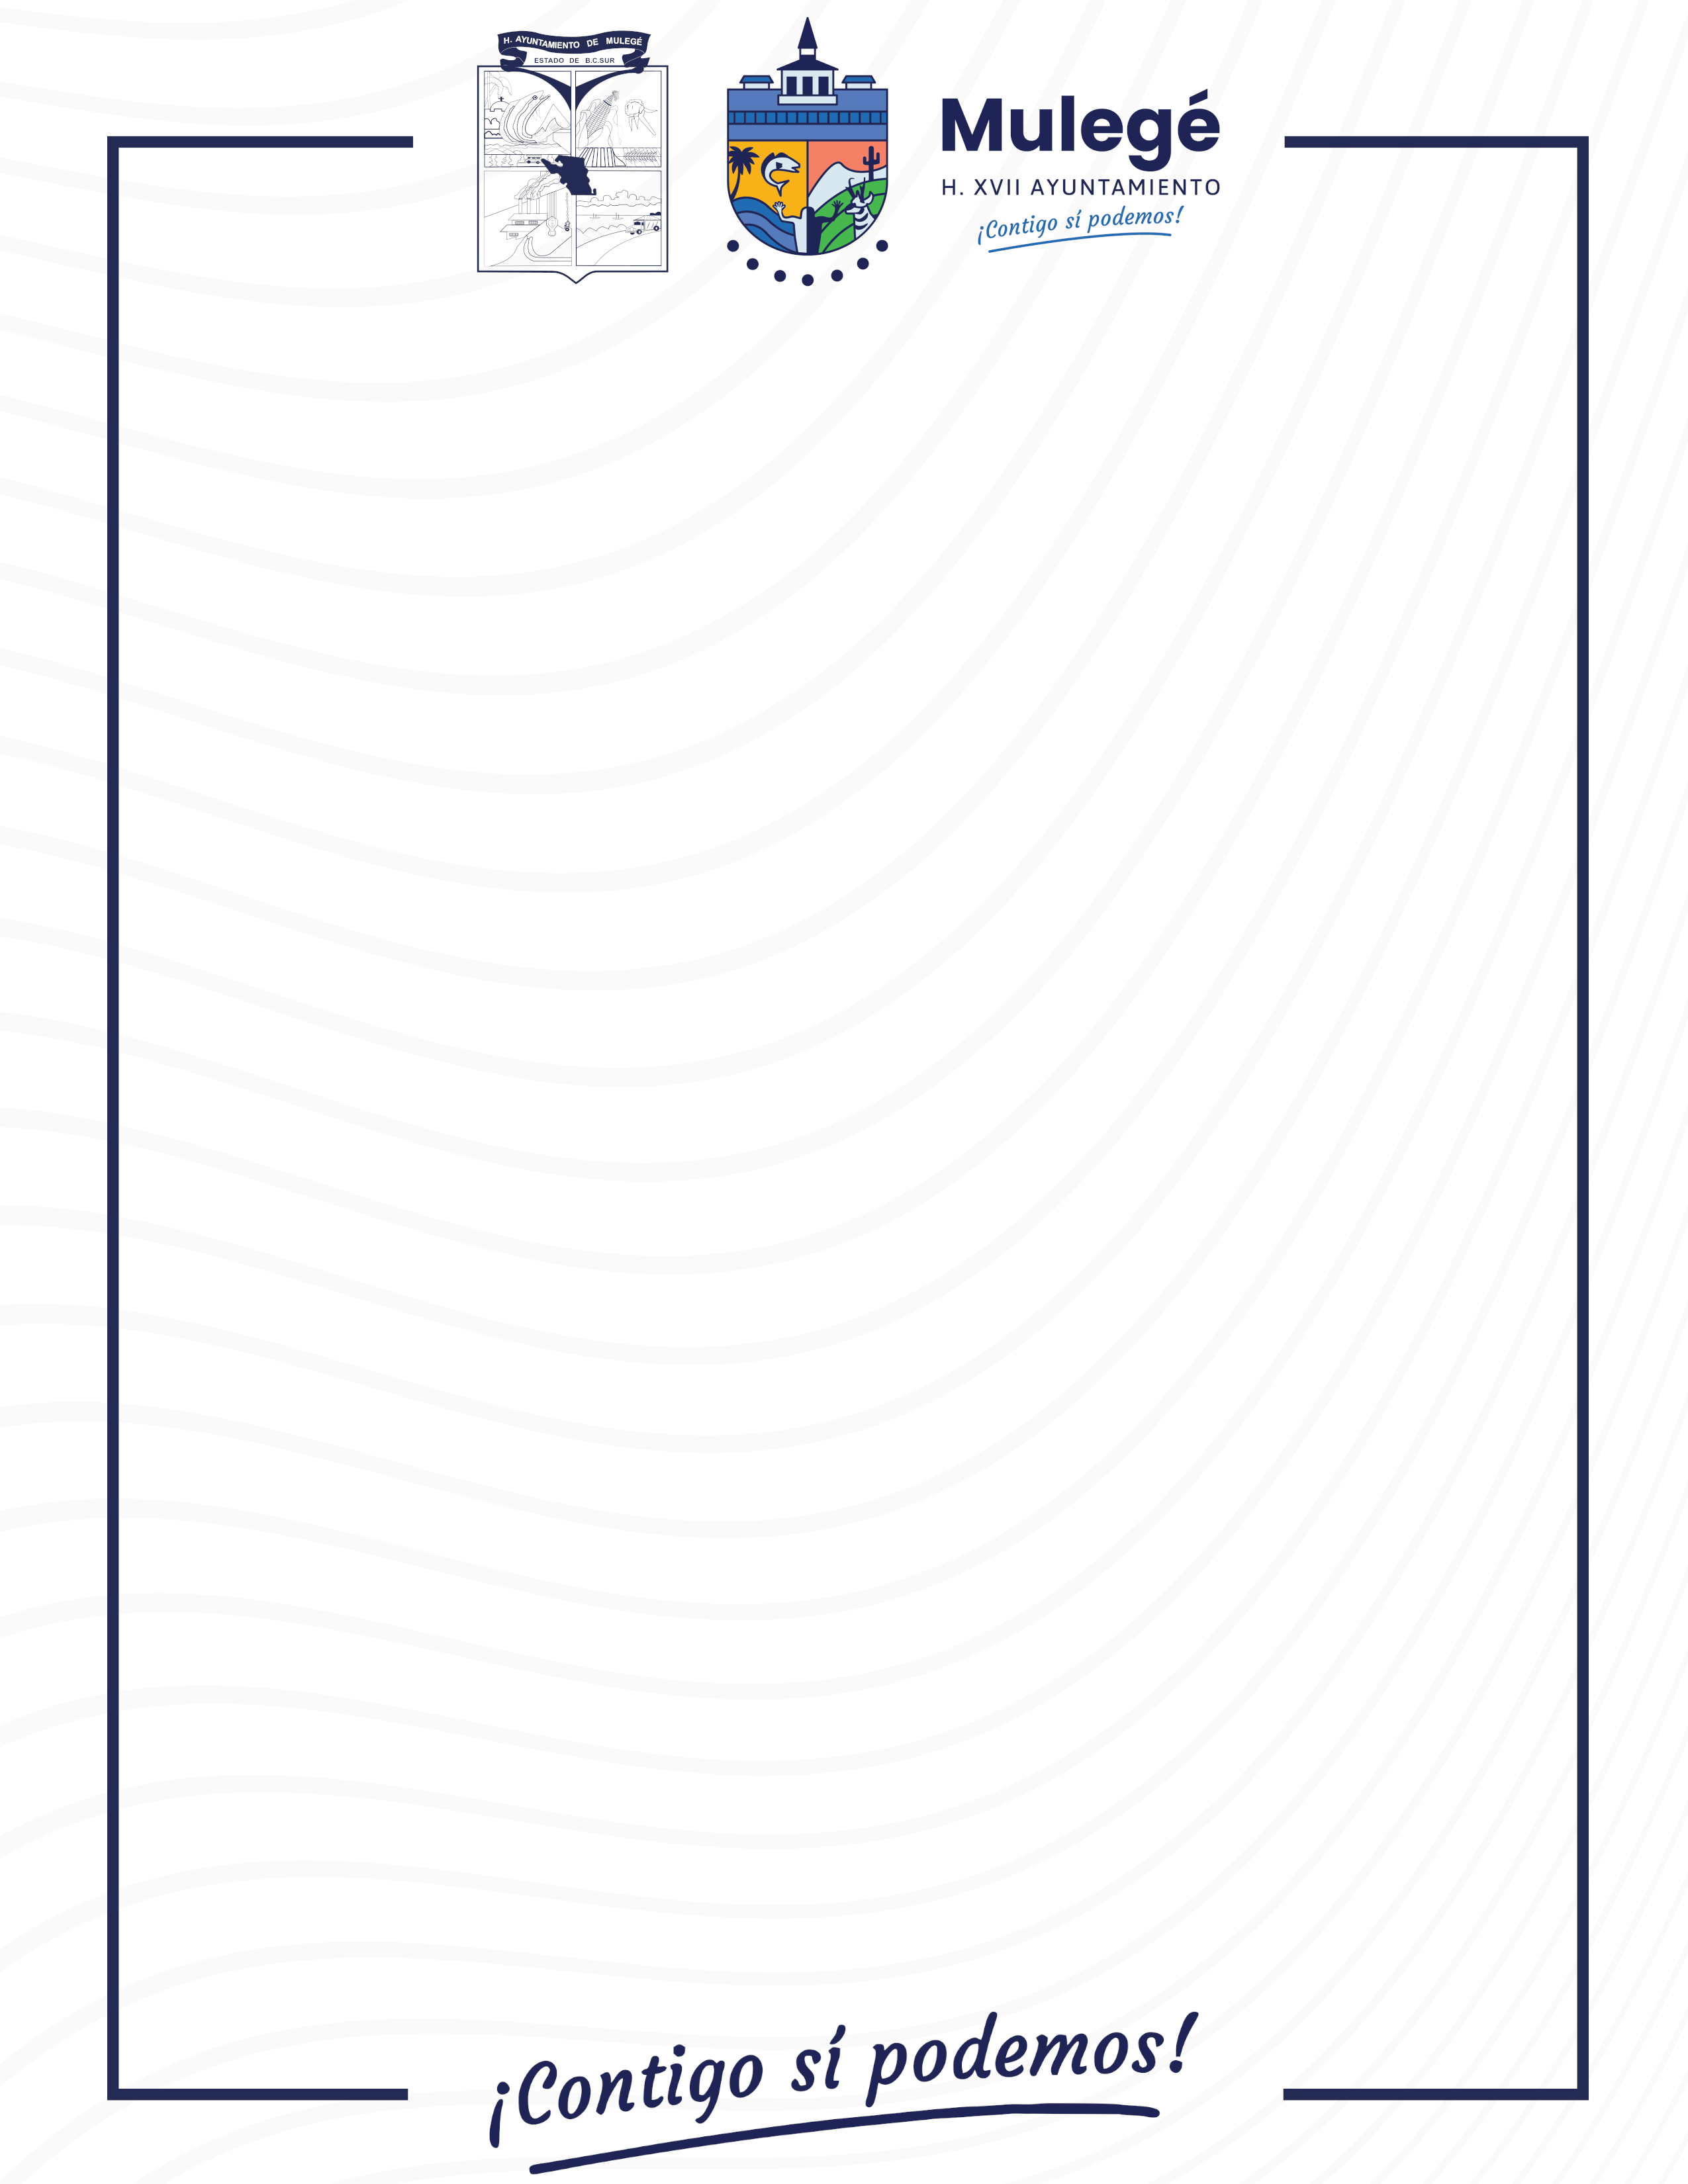 H. AYUNTAMIENTO DE MULEGÉ
ESTADO DE B.C.SUR
Mulegé
H. XVII AYUNTAMIENTO
¡Contigo sí podemos!
¡Contigo sí podemos!